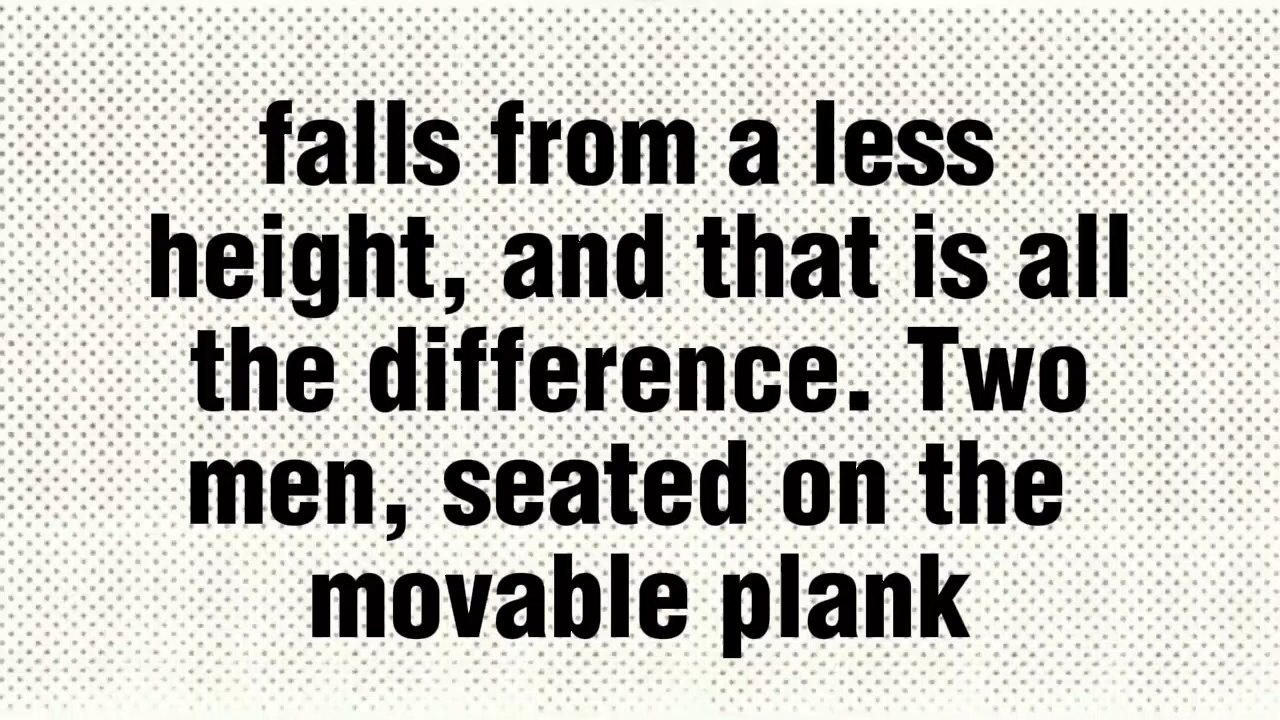 falls from a less
height, and that is all
the difference. Two
men, seated on the
movable plank